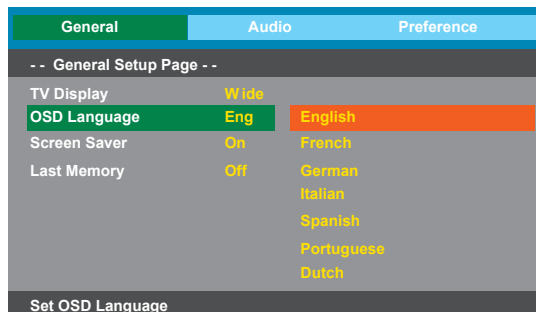 General Audio Preference
- - General Setup Page - -
TV Display Wide
OSD Language Eng English
Screen Saver On French
Last Memory Off German
Italian
Spanish
Portuguese
Dutch
Set OSD Language